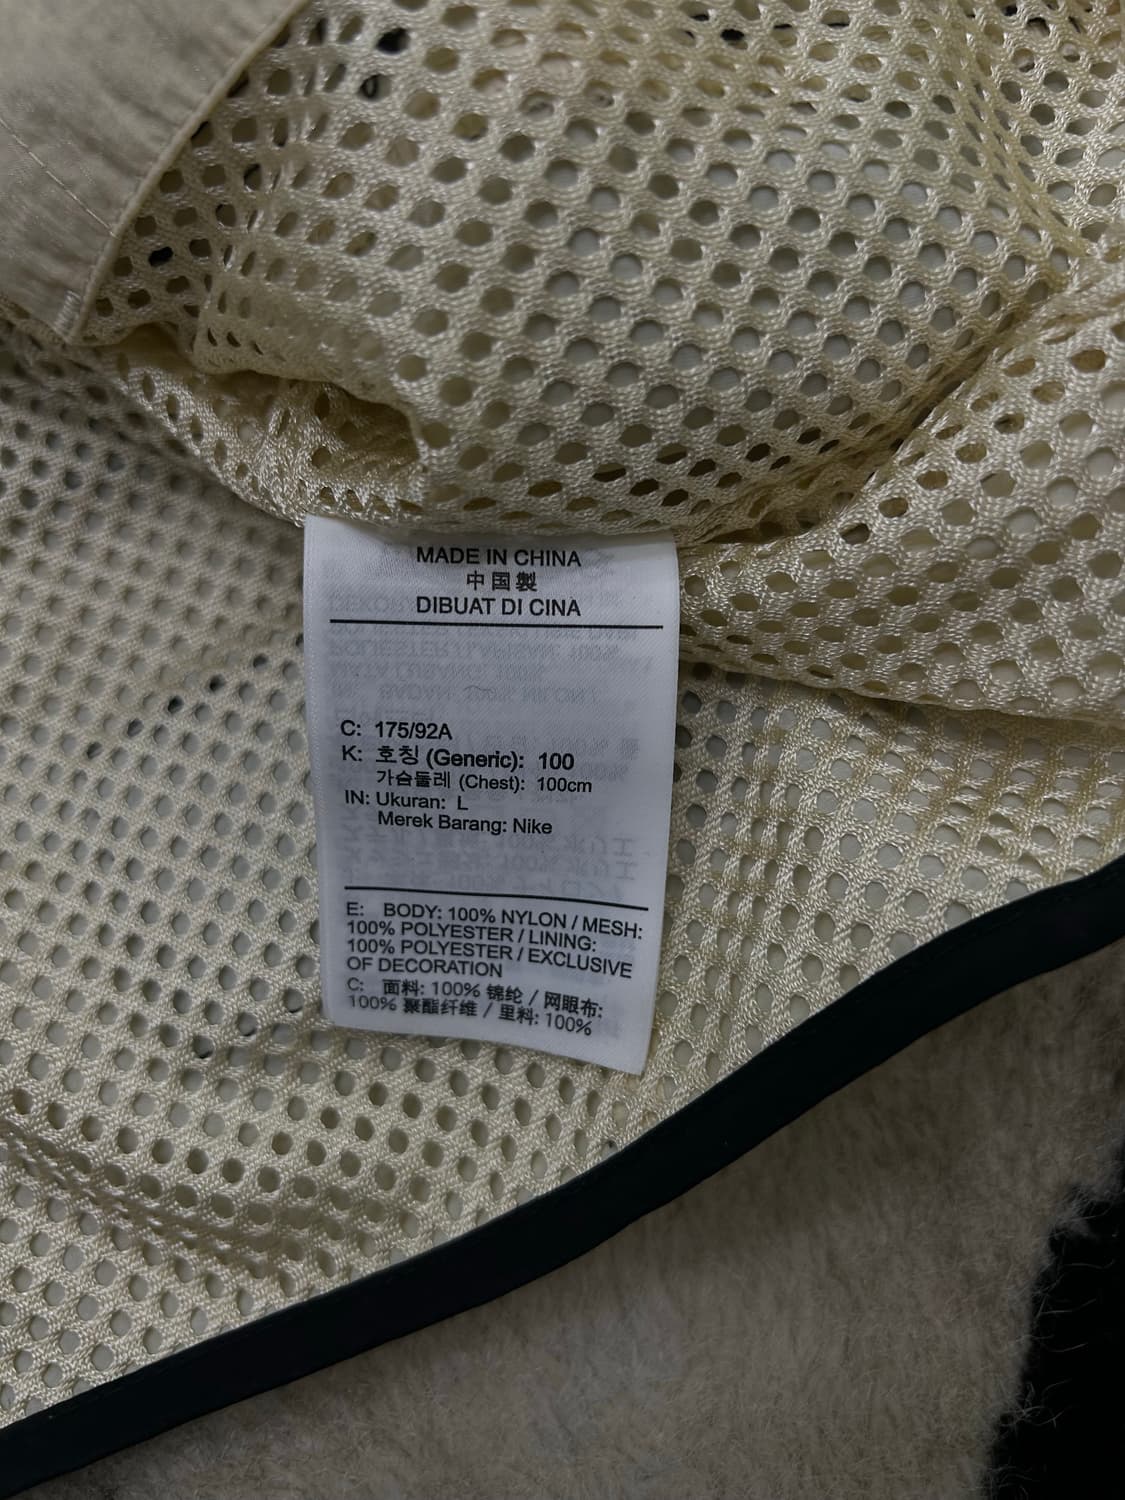 MADE IN CHINA
中国製
DIBUAT DI CINA
C: 175/92A
K: 호칭 (Generic): 100
가슴둘레 (Chest): 100cm
IN: Ukuran: L
Merek Barang: Nike
E: BODY: 100% NYLON / MESH:
100% POLYESTER / LINING:
100% POLYESTER / EXCLUSIVE
OF DECORATION
C: 面料: 100% 锦纶 / 网眼布:
100% 聚酯纤维 / 里料: 100%